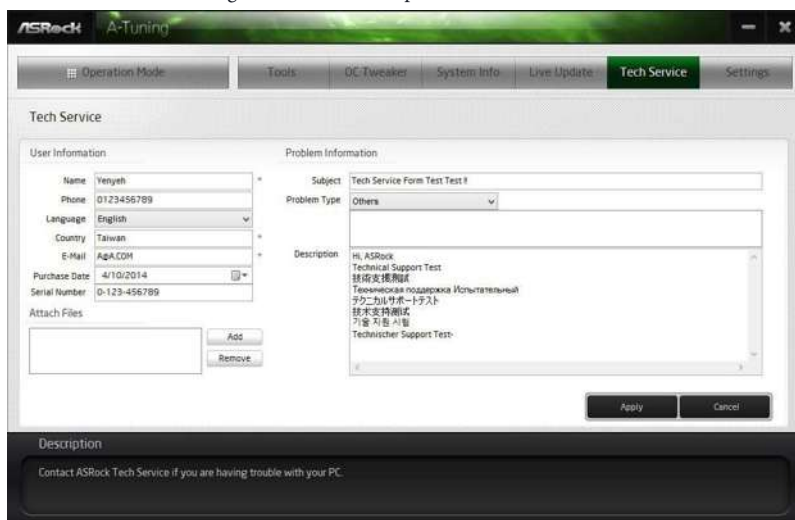 ASRock A-Tuning
Operation Mode Tools OC Tweaker System Info Live Update Tech Service Settings
Tech Service
User Information
Name Yenyeh *
Phone 0123456789
Language English
Country Taiwan *
E-Mail A@A.COM *
Purchase Date 4/10/2014
Serial Number 0-123-456789
Attach Files
Add
Remove
Problem Information
Subject Tech Service Form Test Test !!
Problem Type Others
Description
Hi, ASRock
Technical Support Test
技術支援測試
Техническая поддержка Испытательный
テクニカルサポートテスト
技术支持测试
기술 지원 시험
Technischer Support Test-
Apply Cancel
Description
Contact ASRock Tech Service if you are having trouble with your PC.